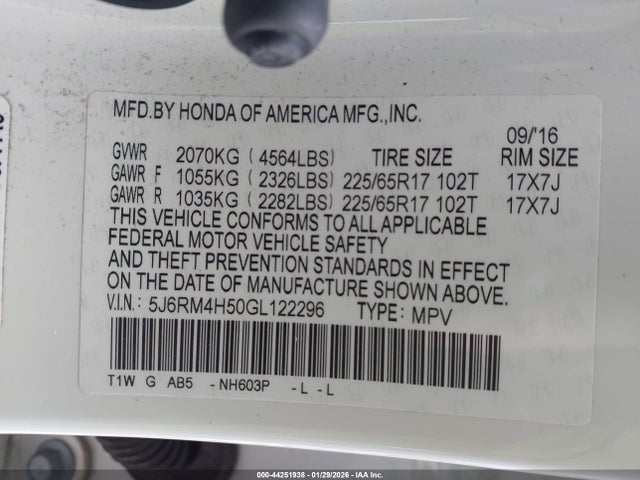 MFD.BY HONDA OF AMERICA MFG.,INC.
09/'16
GVWR 2070KG ( 4564LBS) TIRE SIZE RIM SIZE
GAWR F 1055KG ( 2326LBS) 225/65R17 102T 17X7J
GAWR R 1035KG ( 2282LBS) 225/65R17 102T 17X7J
THIS VEHICLE CONFORMS TO ALL APPLICABLE
FEDERAL MOTOR VEHICLE SAFETY
AND THEFT PREVENTION STANDARDS IN EFFECT
ON THE DATE OF MANUFACTURE SHOWN ABOVE.
V.I.N.: 5J6RM4H50GL122296 TYPE: MPV
T1W G AB5 -NH603P -L -L
000-44251938 - 01/29/2026 - IAA Inc.